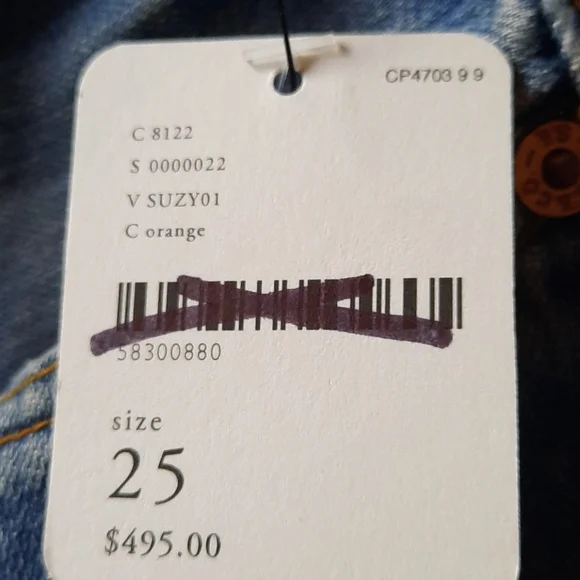 CP4703 9 9
C 8122
S 0000022
V SUZY01
C orange
58300880
size
25
$495.00